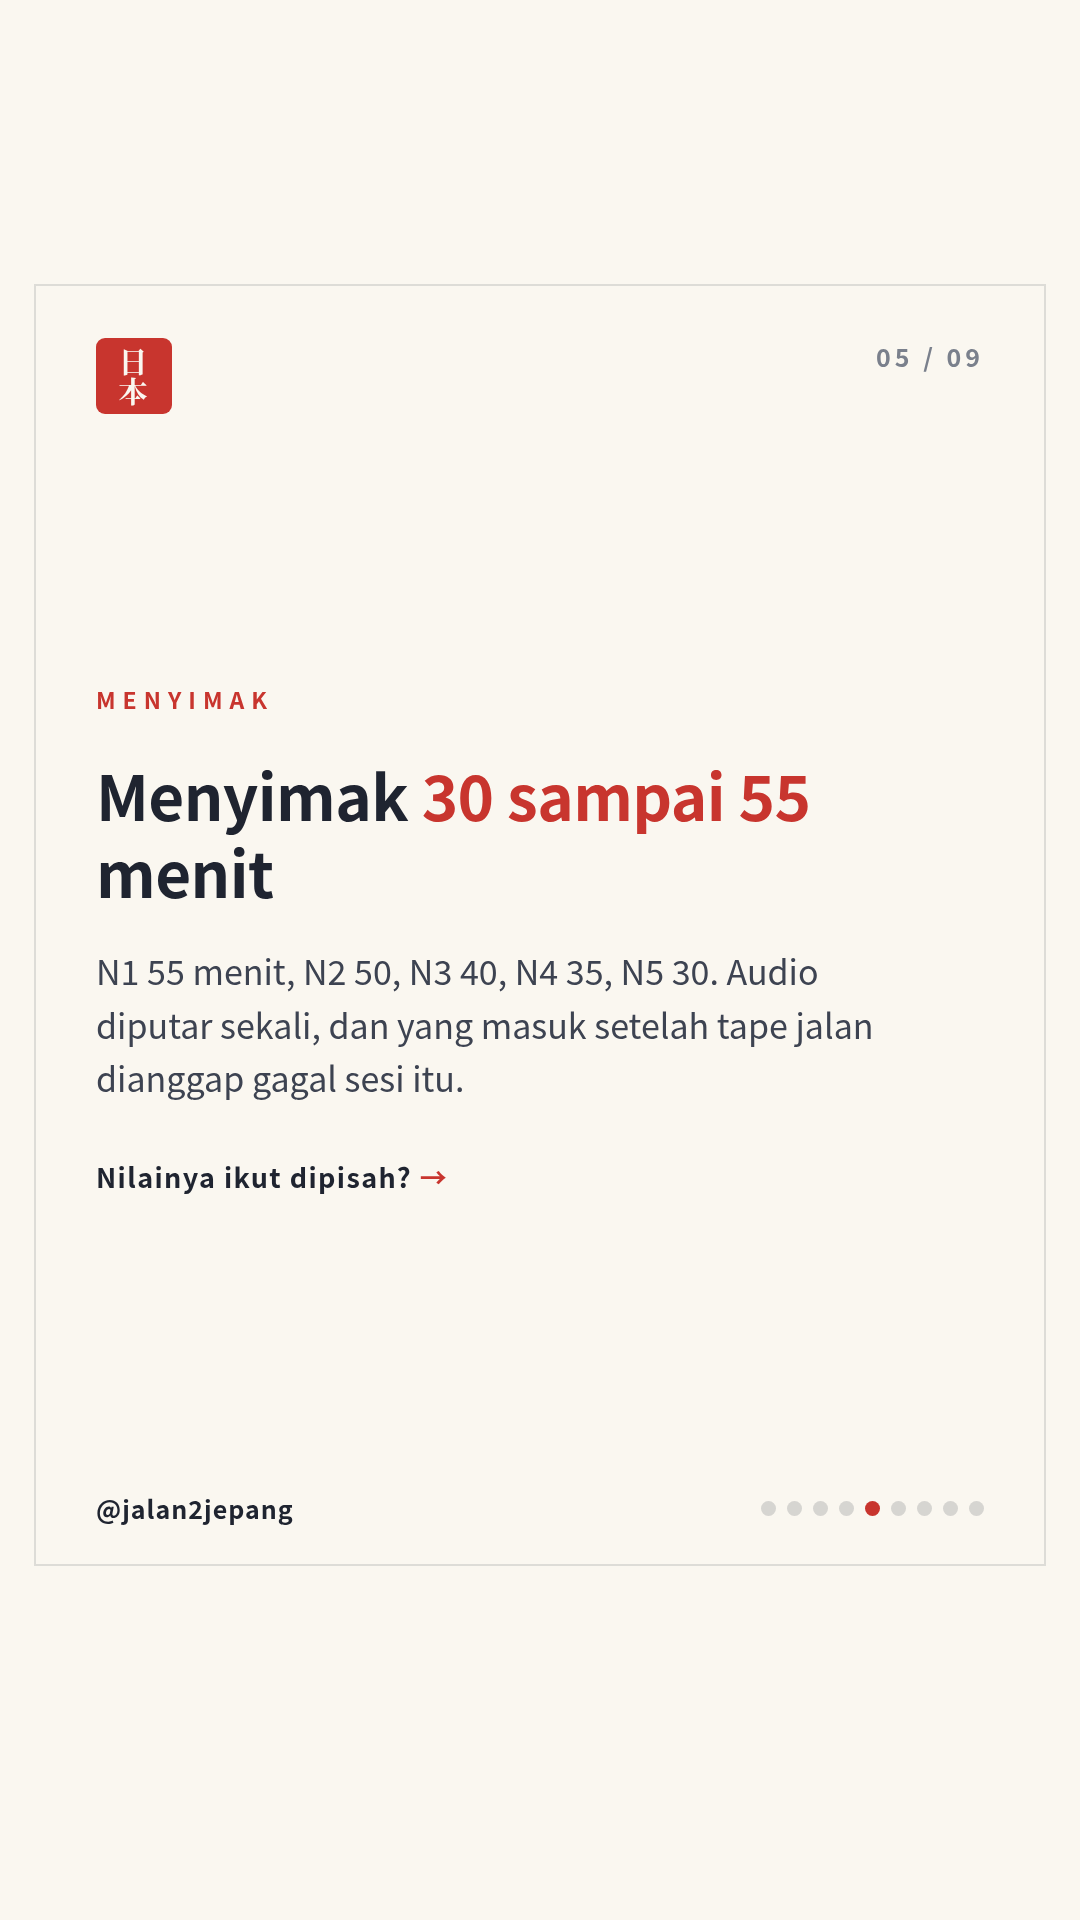 日本
05 / 09
MENYIMAK
Menyimak 30 sampai 55
menit
N1 55 menit, N2 50, N3 40, N4 35, N5 30. Audio
diputar sekali, dan yang masuk setelah tape jalan
dianggap gagal sesi itu.
Nilainya ikut dipisah? →
@jalan2jepang